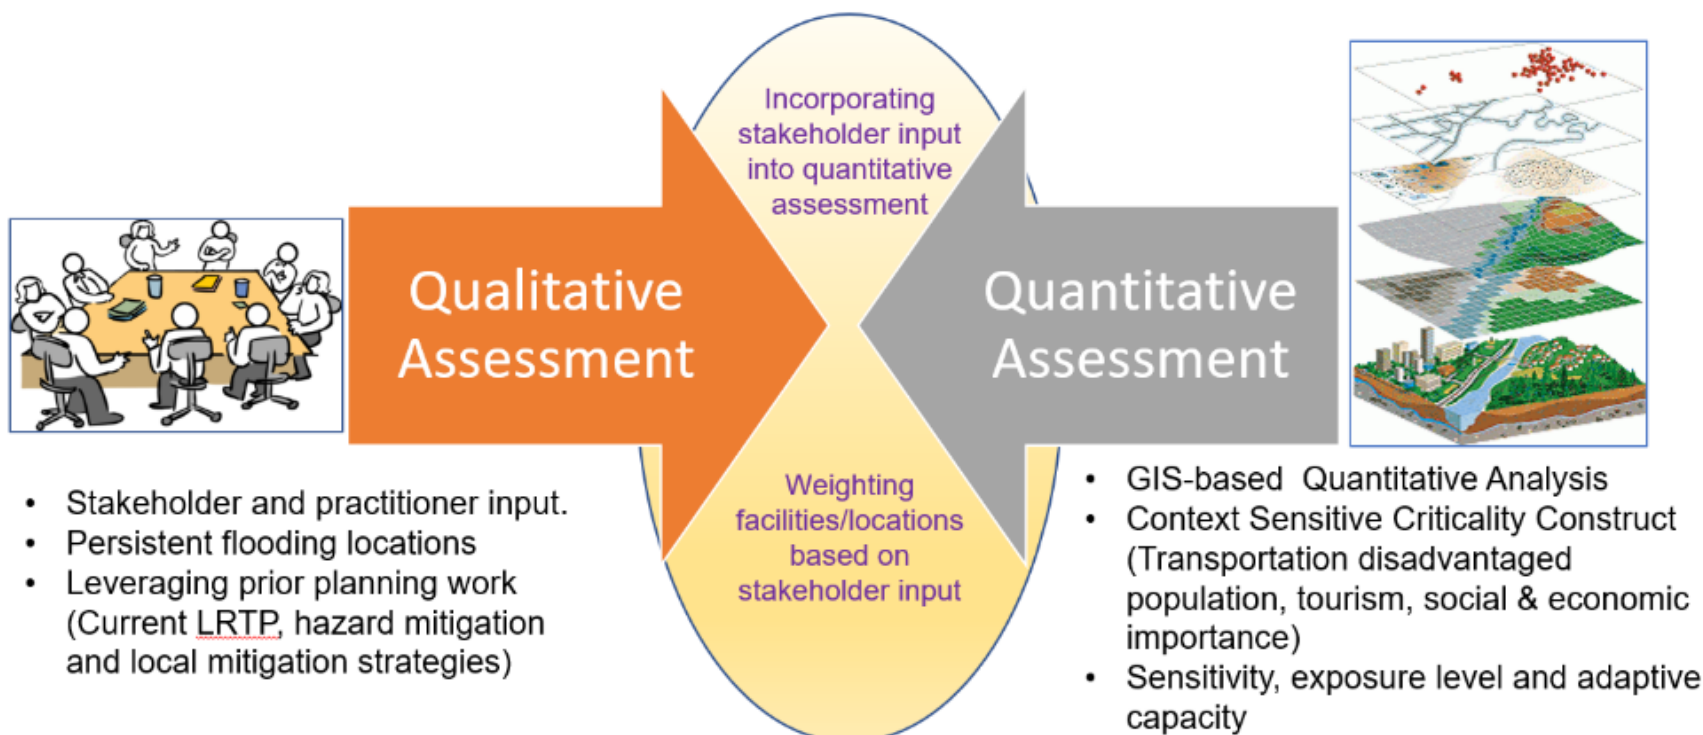 Incorporating
stakeholder input
into quantitative
assessment
Qualitative
Assessment
Quantitative
Assessment
Weighting
facilities/locations
based on
stakeholder input
• Stakeholder and practitioner input.
• Persistent flooding locations
• Leveraging prior planning work
(Current LRTP, hazard mitigation
and local mitigation strategies)
• GIS-based Quantitative Analysis
• Context Sensitive Criticality Construct
(Transportation disadvantaged
population, tourism, social & economic
importance)
• Sensitivity, exposure level and adaptive
capacity